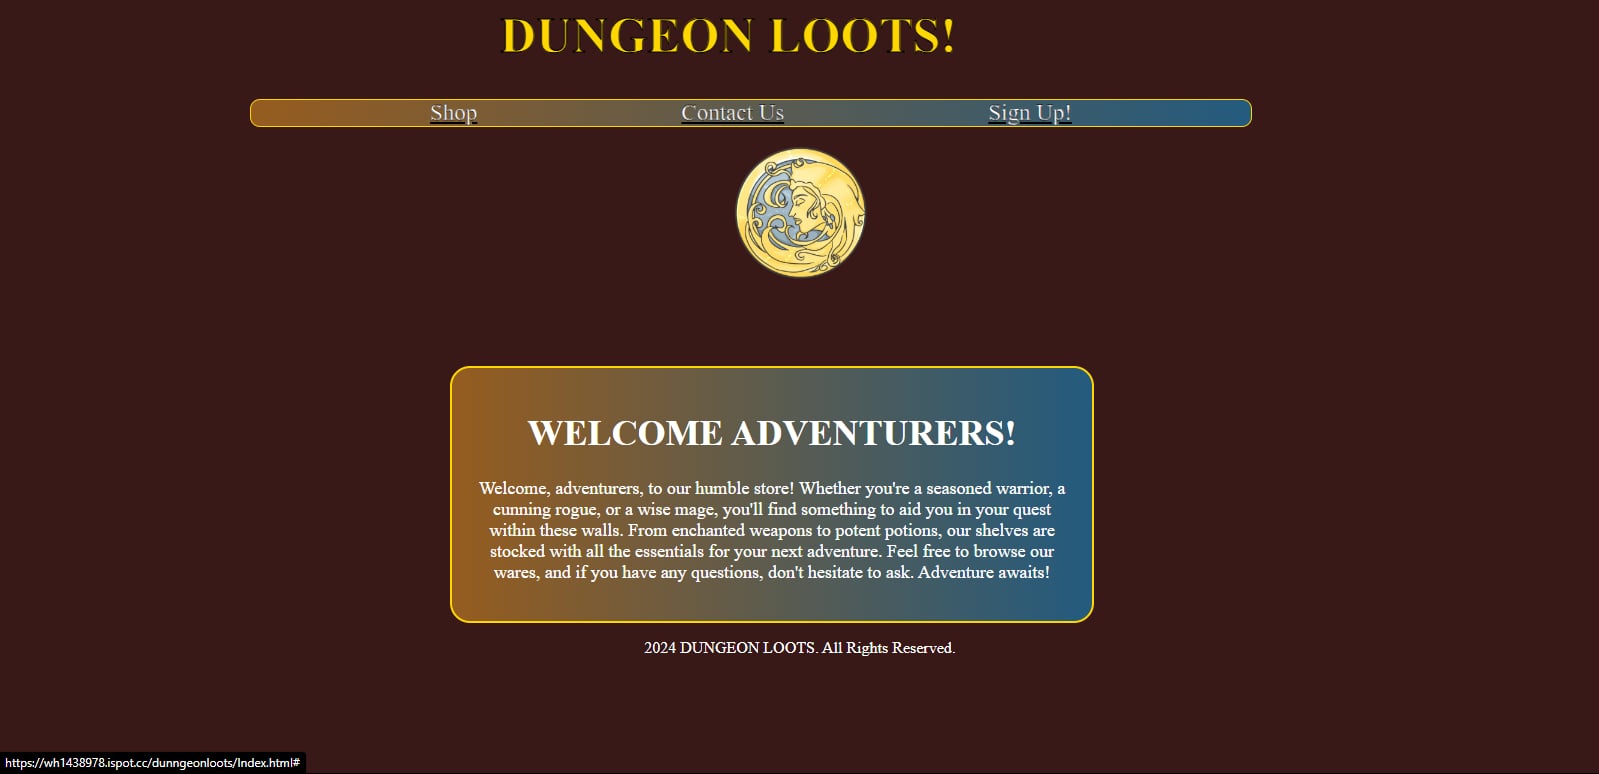 DUNGEON LOOTS!
Shop Contact Us Sign Up!
WELCOME ADVENTURERS!
Welcome, adventurers, to our humble store! Whether you're a seasoned warrior, a
cunning rogue, or a wise mage, you'll find something to aid you in your quest
within these walls. From enchanted weapons to potent potions, our shelves are
stocked with all the essentials for your next adventure. Feel free to browse our
wares, and if you have any questions, don't hesitate to ask. Adventure awaits!
2024 DUNGEON LOOTS. All Rights Reserved.
https://wh1438978.ispot.cc/dunngeonloots/Index.html#